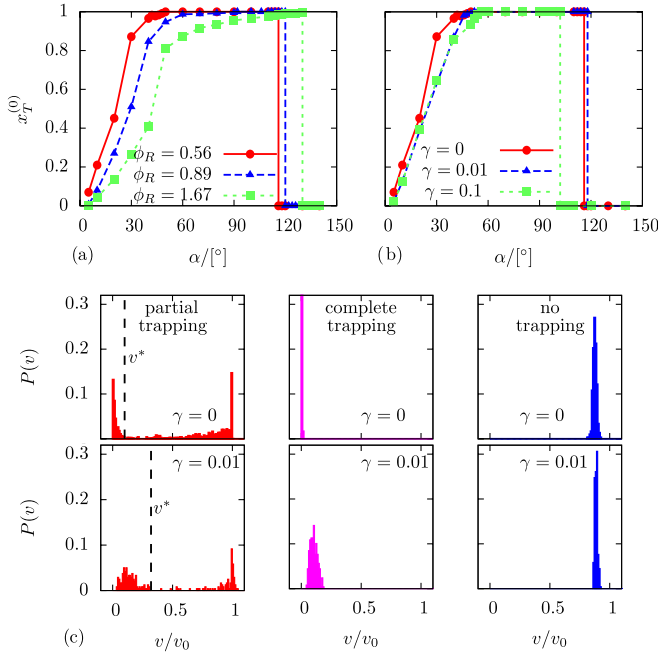 1 1
0.8
0.6
x_T^(0)
0.4
0.2
0
ϕ_R = 0.56
ϕ_R = 0.89
ϕ_R = 1.67
γ = 0
γ = 0.01
γ = 0.1
0 30 60 90 120 150 0 30 60 90 120 150
(a) α/[°] (b) α/[°]
0.3 partial trapping complete trapping no trapping
0.2
P(v) v*
0.1 γ = 0 γ = 0 γ = 0
0.3 γ = 0.01 γ = 0.01 γ = 0.01
0.2
P(v) v*
0.1
0
0 0.5 1 0 0.5 1 0 0.5 1
(c) v/v_0 v/v_0 v/v_0